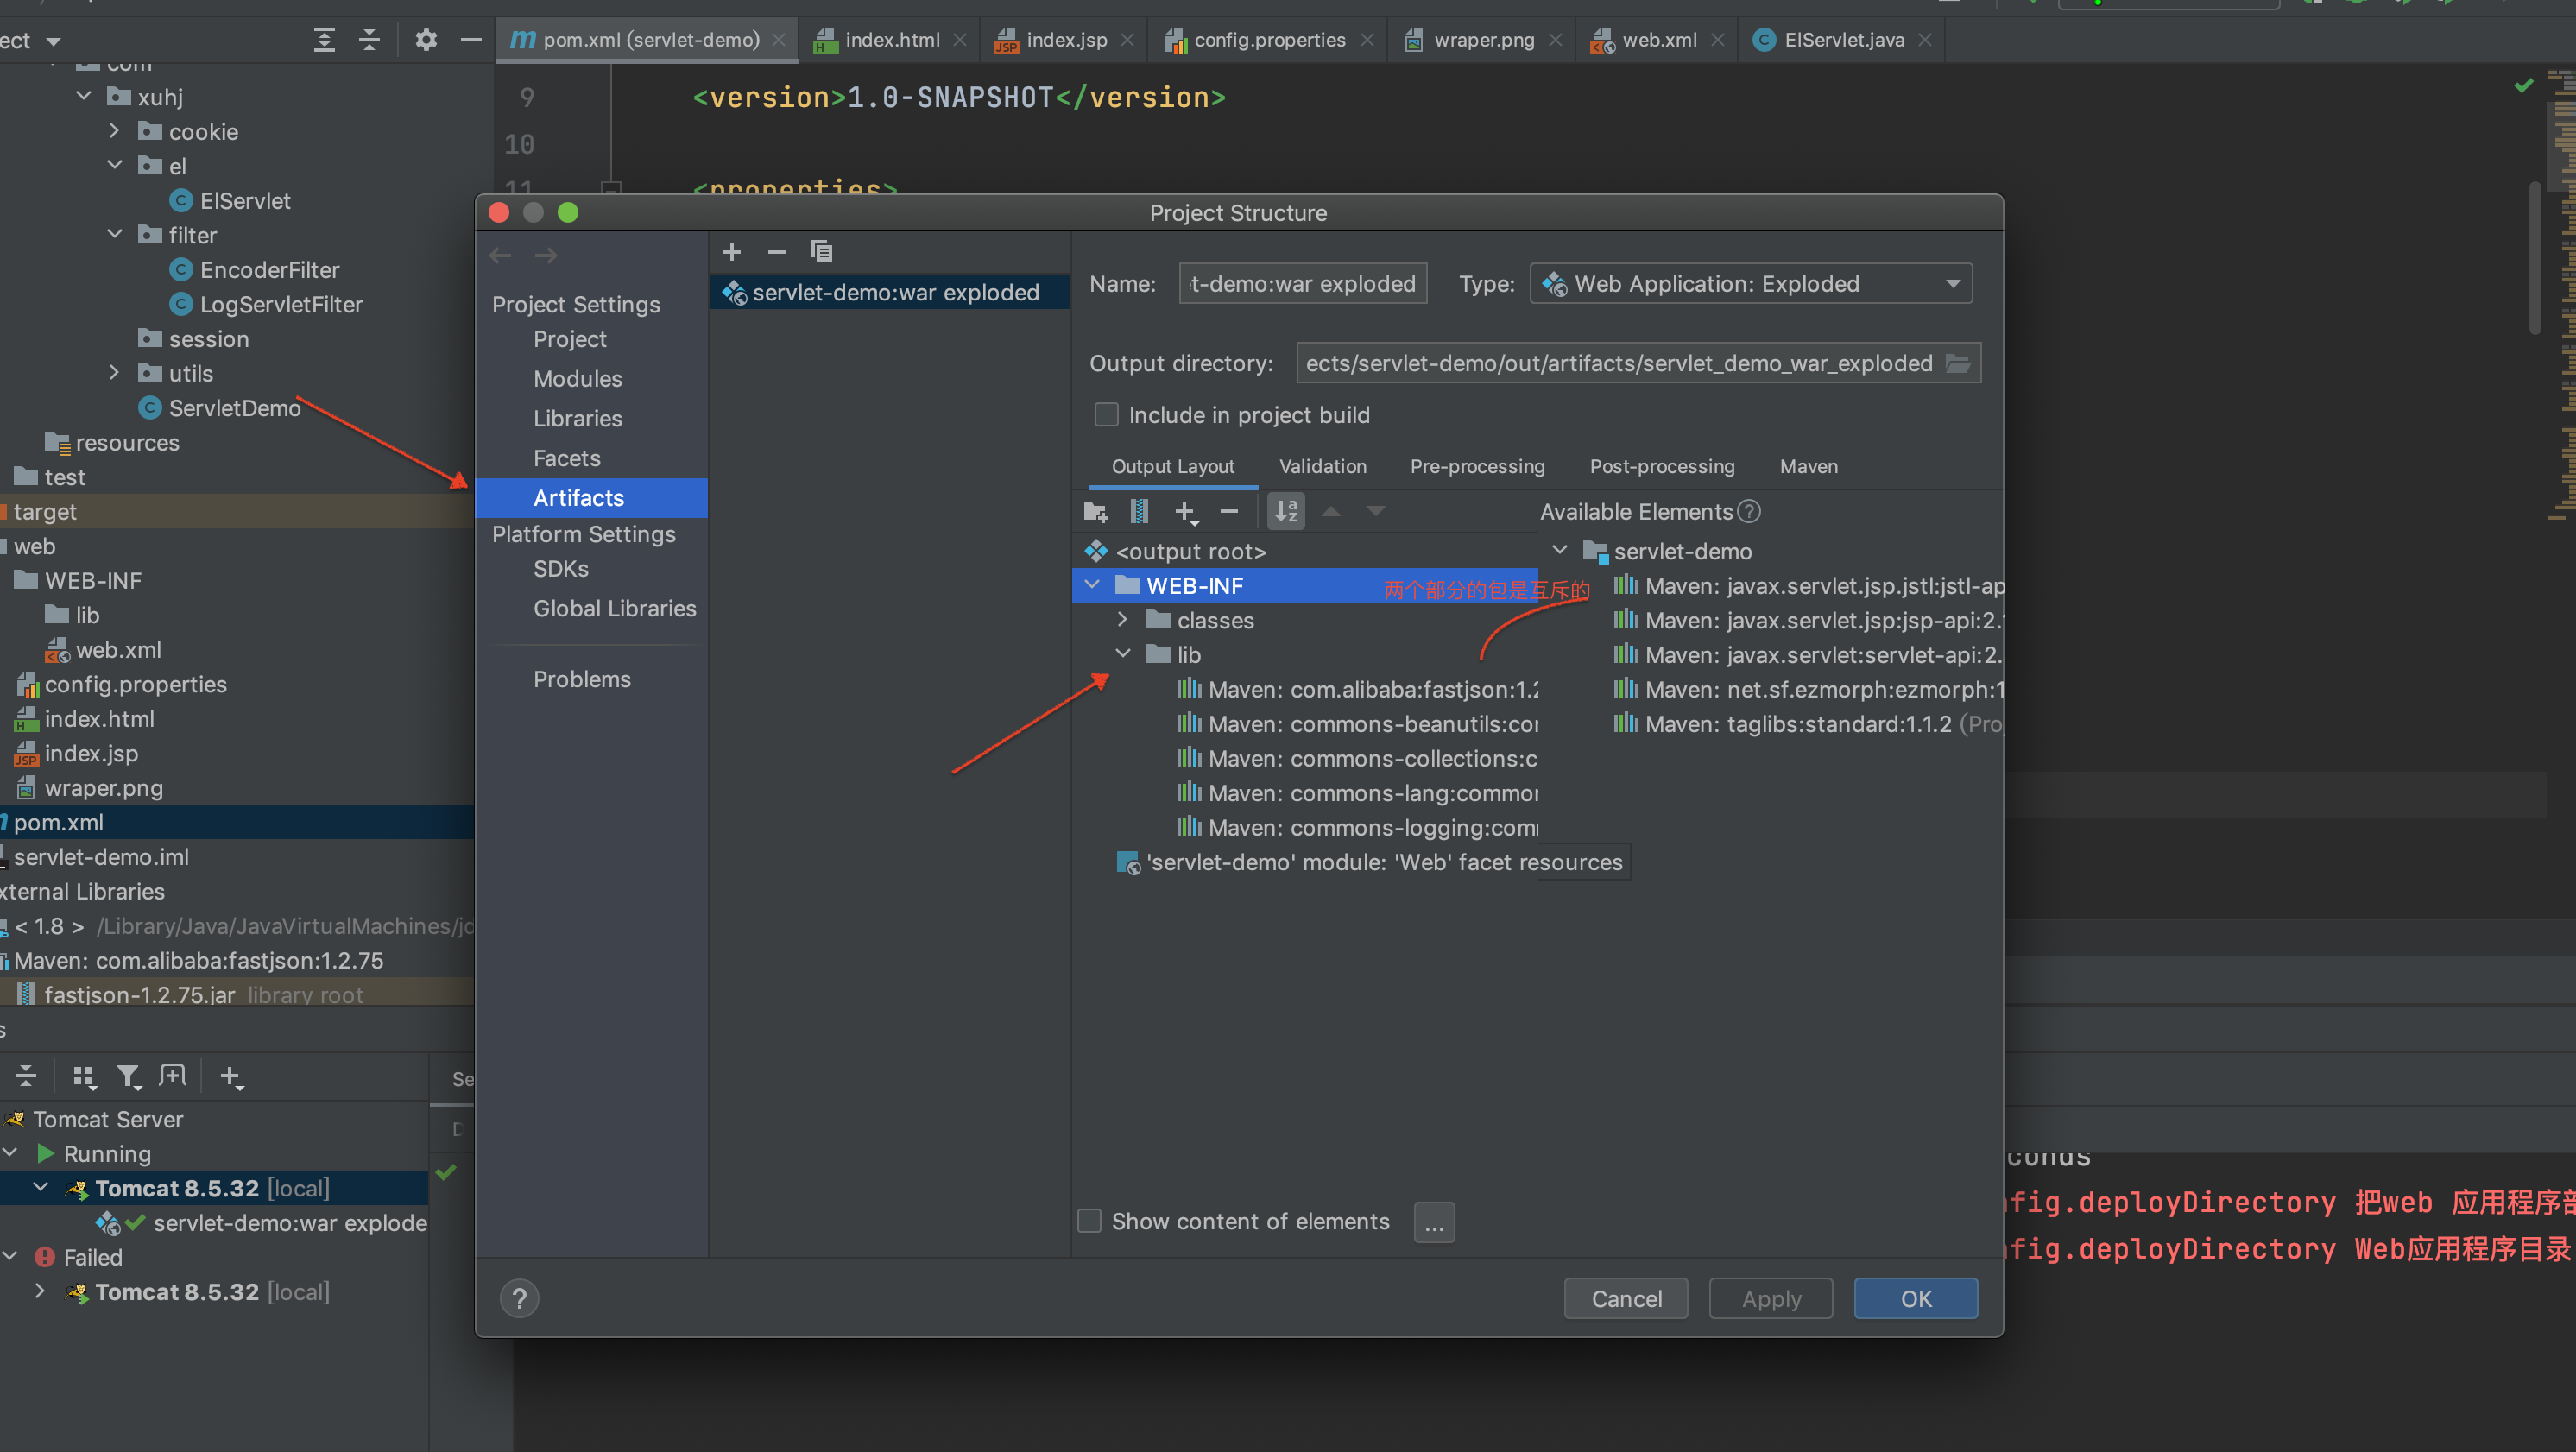 ect
pom.xml (servlet-demo)
index.html
index.jsp
config.properties
wraper.png
web.xml
ElServlet.java
com
xuhj
cookie
el
ElServlet
filter
EncoderFilter
LogServletFilter
session
utils
ServletDemo
resources
test
target
web
WEB-INF
lib
web.xml
config.properties
index.html
index.jsp
wraper.png
pom.xml
servlet-demo.iml
xternal Libraries
< 1.8 > /Library/Java/JavaVirtualMachines/jd
Maven: com.alibaba:fastjson:1.2.75
fastjson-1.2.75.jar library root
9 <version>1.0-SNAPSHOT</version>
10
11 <properties>
Project Structure
Project Settings
Project
Modules
Libraries
Facets
Artifacts
Platform Settings
SDKs
Global Libraries
Problems
servlet-demo:war exploded
Name: t-demo:war exploded
Type: Web Application: Exploded
Output directory: ects/servlet-demo/out/artifacts/servlet_demo_war_exploded
Include in project build
Output Layout Validation Pre-processing Post-processing Maven
Available Elements
<output root>
WEB-INF
两个部分的包是互斥的
classes
lib
Maven: com.alibaba:fastjson:1.2
Maven: commons-beanutils:co
Maven: commons-collections:c
Maven: commons-lang:commo
Maven: commons-logging:com
'servlet-demo' module: 'Web' facet resources
servlet-demo
Maven: javax.servlet.jsp.jstl:jstl-ap
Maven: javax.servlet.jsp:jsp-api:2.
Maven: javax.servlet:servlet-api:2.
Maven: net.sf.ezmorph:ezmorph:1
Maven: taglibs:standard:1.1.2 (Pro
Show content of elements ...
? Cancel Apply OK
s
Se
D
Tomcat Server
Running
Tomcat 8.5.32 [local]
servlet-demo:war explode
Failed
Tomcat 8.5.32 [local]
conds
nfig.deployDirectory 把web 应用程序部
nfig.deployDirectory Web应用程序目录